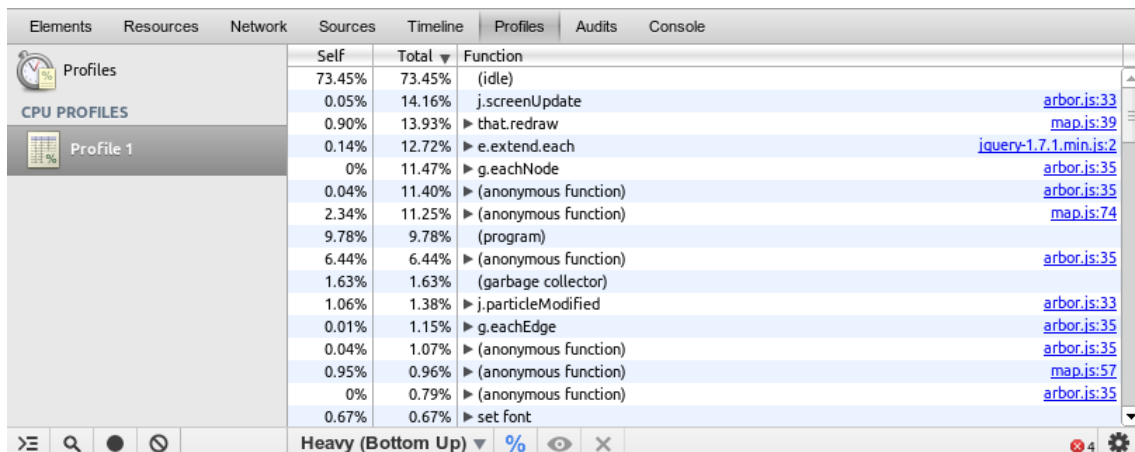 Elements Resources Network Sources Timeline Profiles Audits Console
Profiles
CPU PROFILES
Profile 1
Self Total Function
73.45% 73.45% (idle)
0.05% 14.16% j.screenUpdate arbor.js:33
0.90% 13.93% that.redraw map.js:39
0.14% 12.72% e.extend.each jquery-1.7.1.min.js:2
0% 11.47% g.eachNode arbor.js:35
0.04% 11.40% (anonymous function) arbor.js:35
2.34% 11.25% (anonymous function) map.js:74
9.78% 9.78% (program)
6.44% 6.44% (anonymous function) arbor.js:35
1.63% 1.63% (garbage collector)
1.06% 1.38% j.particleModified arbor.js:33
0.01% 1.15% g.eachEdge arbor.js:35
0.04% 1.07% (anonymous function) arbor.js:35
0.95% 0.96% (anonymous function) map.js:57
0% 0.79% (anonymous function) arbor.js:35
0.67% 0.67% set font
Heavy (Bottom Up) % 4